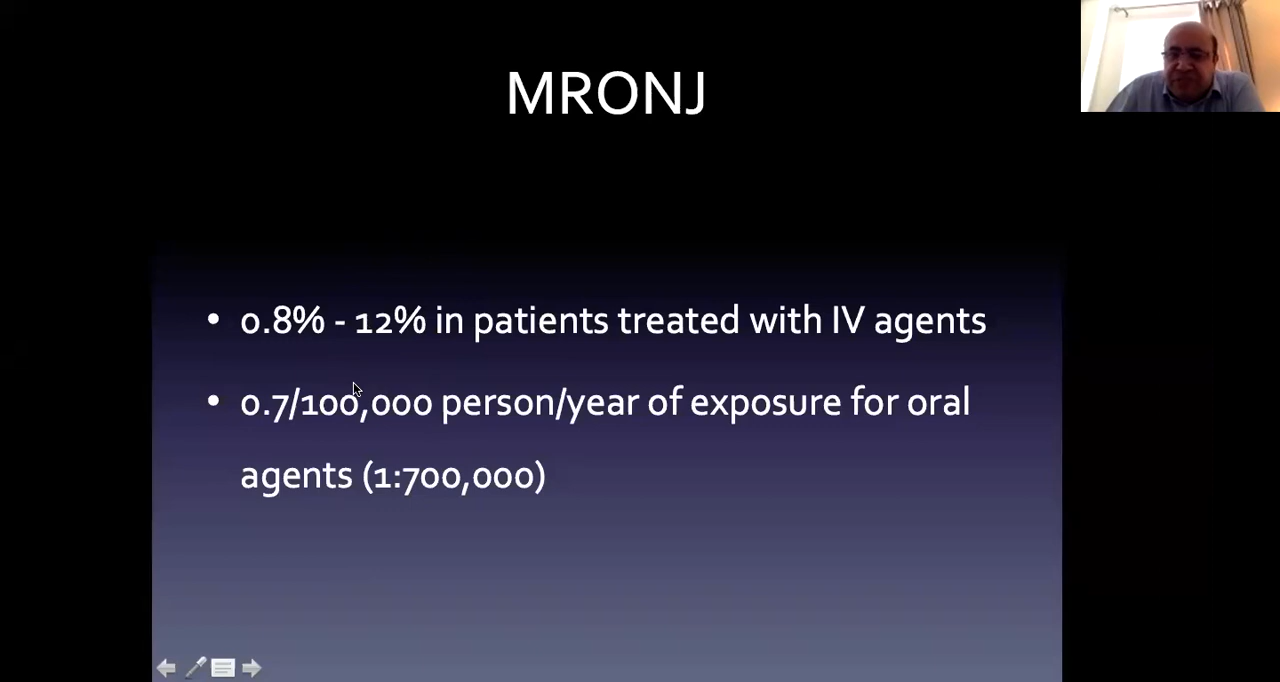 MRONJ
• 0.8% - 12% in patients treated with IV agents
• 0.7/100,000 person/year of exposure for oral
agents (1:700,000)